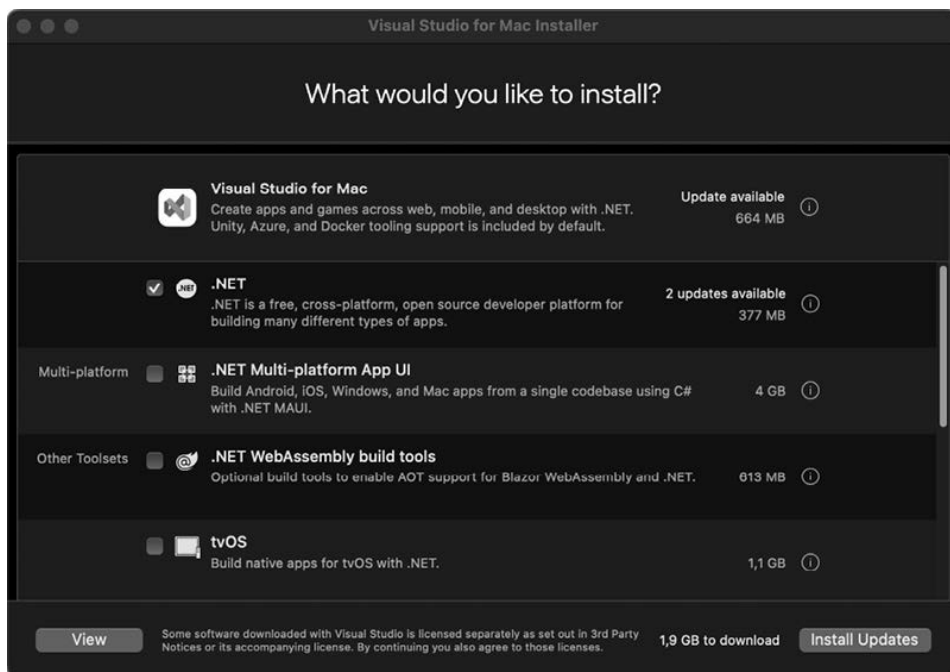 Visual Studio for Mac Installer
What would you like to install?
Visual Studio for Mac
Create apps and games across web, mobile, and desktop with .NET.
Unity, Azure, and Docker tooling support is included by default.
Update available
664 MB
.NET
.NET
.NET is a free, cross-platform, open source developer platform for
building many different types of apps.
2 updates available
377 MB
Multi-platform
.NET Multi-platform App UI
Build Android, iOS, Windows, and Mac apps from a single codebase using C#
with .NET MAUI.
4 GB
Other Toolsets
.NET WebAssembly build tools
Optional build tools to enable AOT support for Blazor WebAssembly and .NET.
613 MB
tvOS
Build native apps for tvOS with .NET.
1,1 GB
View
Some software downloaded with Visual Studio is licensed separately as set out in 3rd Party
Notices or its accompanying license. By continuing you also agree to those licenses.
1,9 GB to download
Install Updates